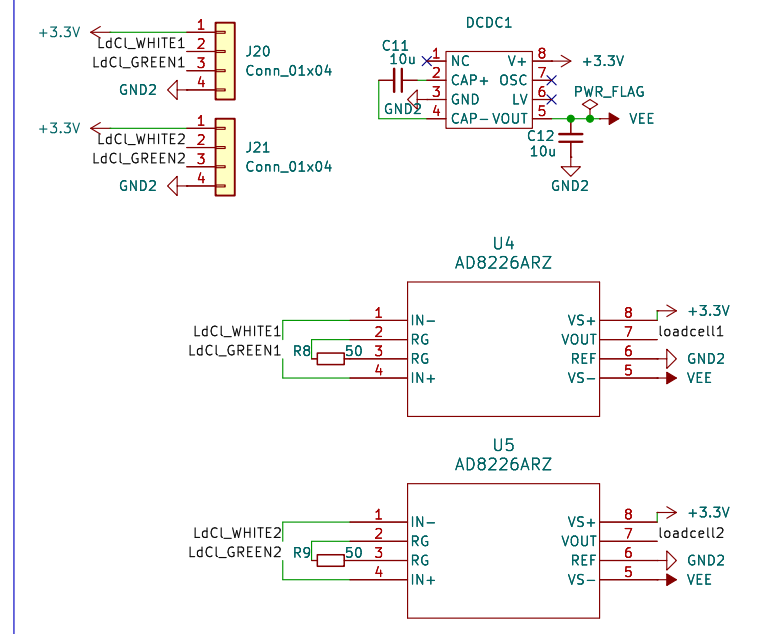 +3.3V
1
LdCl_WHITE1
2
LdCl_GREEN1
3
GND2
4
J20
Conn_01x04
+3.3V
1
LdCl_WHITE2
2
LdCl_GREEN2
3
GND2
4
J21
Conn_01x04
DCDC1
C11
10u
1 NC V+ 8 +3.3V
2 CAP+ OSC 7
GND2 3 GND LV 6 PWR_FLAG
4 CAP- VOUT 5 VEE
C12
10u
GND2
U4
AD8226ARZ
1 IN- VS+ 8 +3.3V
LdCl_WHITE1 2 RG VOUT 7 loadcell1
LdCl_GREEN1 R8 50 3 RG REF 6 GND2
4 IN+ VS- 5 VEE
U5
AD8226ARZ
1 IN- VS+ 8 +3.3V
LdCl_WHITE2 2 RG VOUT 7 loadcell2
LdCl_GREEN2 R9 50 3 RG REF 6 GND2
4 IN+ VS- 5 VEE